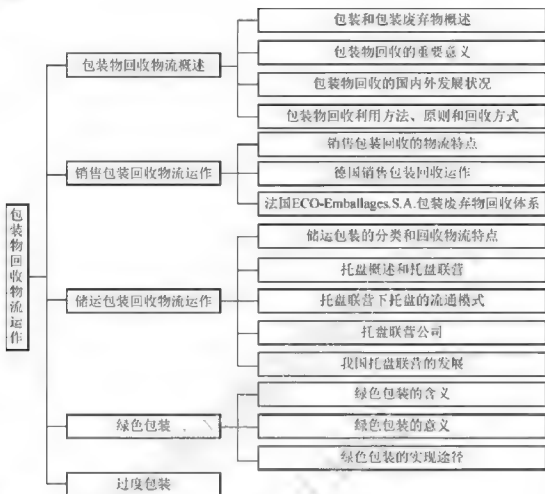 包装物回收物流运作
包装物回收物流概述
包装和包装废弃物概述
包装物回收的重要意义
包装物回收的国内外发展状况
包装物回收利用方法、原则和回收方式
销售包装回收物流运作
销售包装回收的物流特点
德国销售包装回收运作
法国ECO-Emballages.S.A.包装废弃物回收体系
储运包装回收物流运作
储运包装的分类和回收物流特点
托盘概述和托盘联营
托盘联营下托盘的流通模式
托盘联营公司
我国托盘联营的发展
绿色包装
绿色包装的含义
绿色包装的意义
绿色包装的实现途径
过度包装